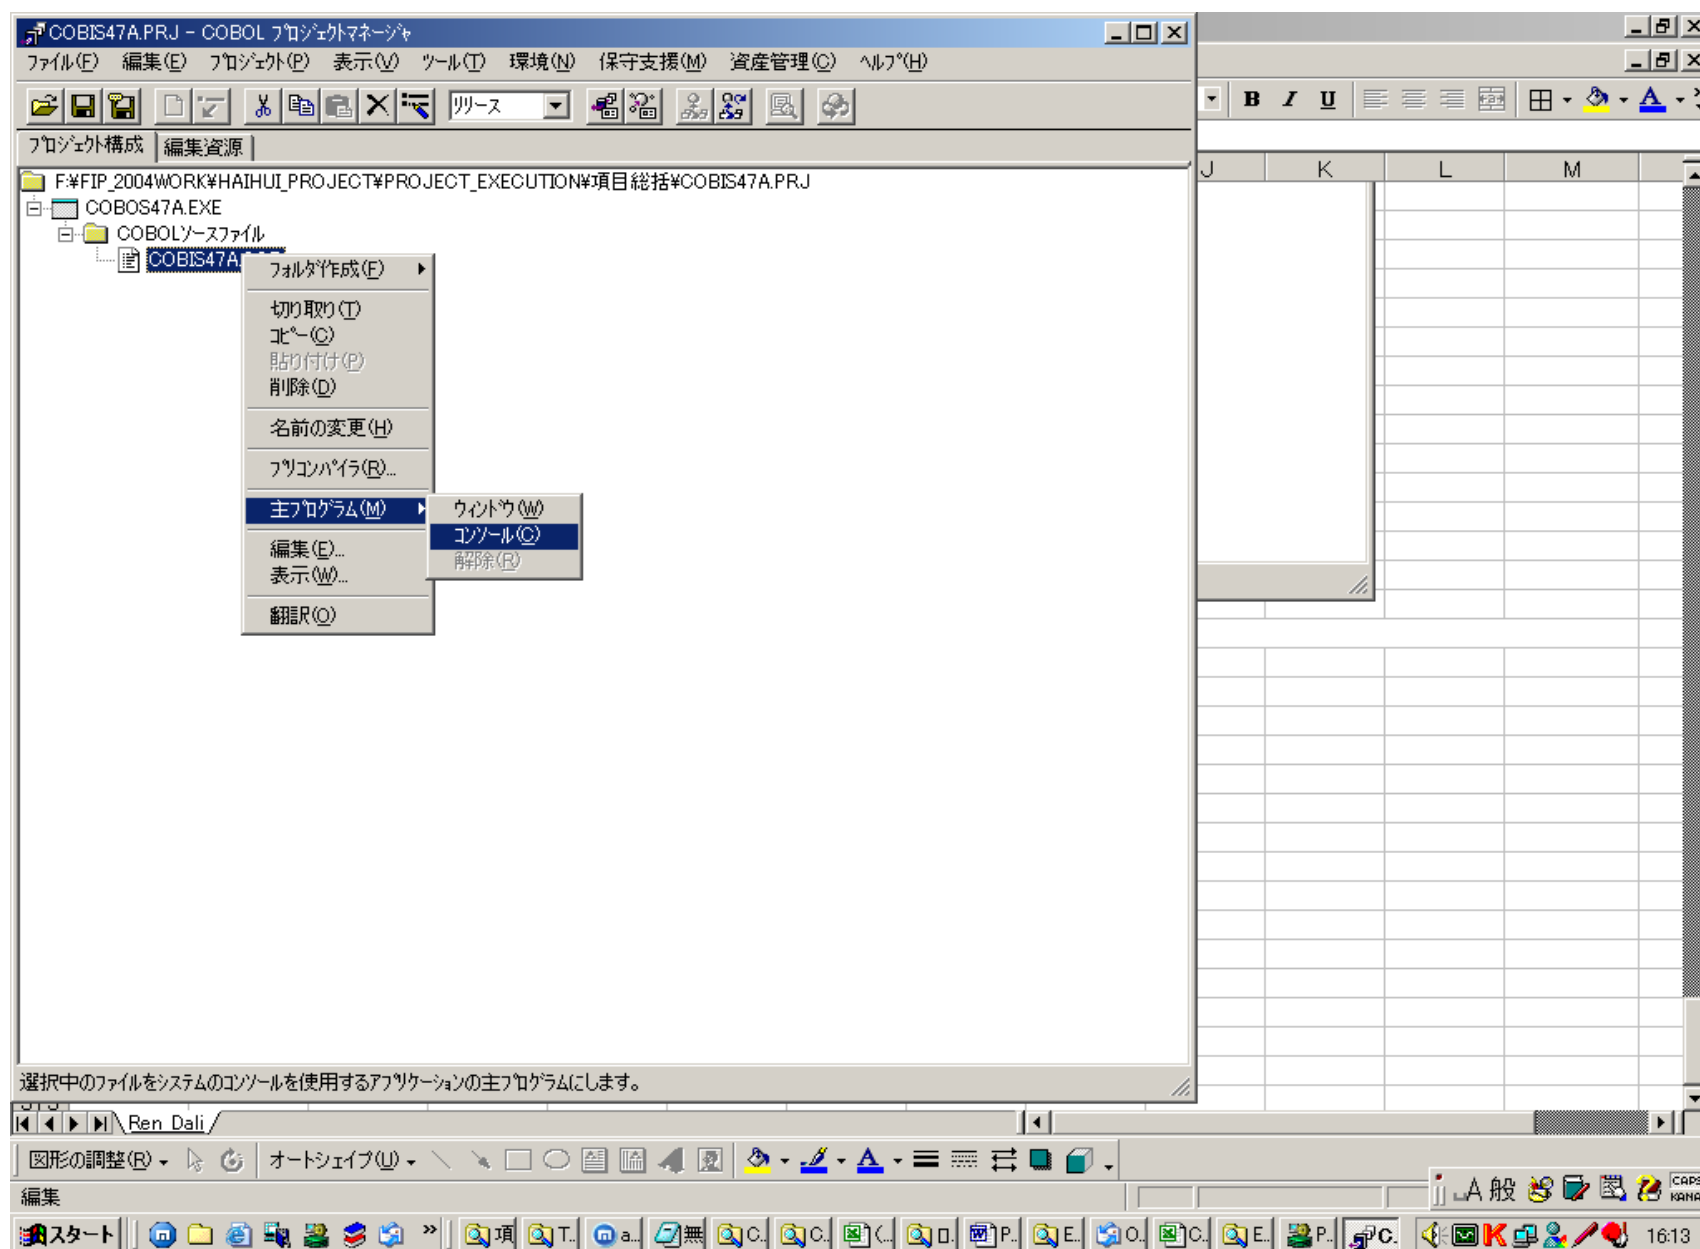 COBIS47A.PRJ - COBOL ﾌﾟﾛｼﾞｪｸﾄﾏﾈｰｼﾞｬ
ﾌｧｲﾙ(F) 編集(E) ﾌﾟﾛｼﾞｪｸﾄ(P) 表示(V) ﾂｰﾙ(T) 環境(N) 保守支援(M) 資産管理(C) ﾍﾙﾌﾟ(H)
ﾘﾘｰｽ
B I U A
ﾌﾟﾛｼﾞｪｸﾄ構成 編集資源
J K L M
F:¥FIP_2004WORK¥HAIHUI_PROJECT¥PROJECT_EXECUTION¥項目総括¥COBIS47A.PRJ
COBOS47A.EXE
COBOLｿｰｽﾌｧｲﾙ
COBIS47A
ﾌｫﾙﾀﾞ作成(F)
切り取り(T)
ｺﾋﾟｰ(C)
貼り付け(P)
削除(D)
名前の変更(H)
ﾌﾟﾘｺﾝﾊﾟｲﾗ(R)...
主ﾌﾟﾛｸﾞﾗﾑ(M)
ｳｨﾝﾄﾞｳ(W)
ｺﾝｿｰﾙ(C)
解除(R)
編集(E)...
表示(W)...
翻訳(O)
選択中のﾌｧｲﾙをｼｽﾃﾑのｺﾝｿｰﾙを使用するｱﾌﾟﾘｹｰｼｮﾝの主ﾌﾟﾛｸﾞﾗﾑにします。
Ren Dali
図形の調整(R) オートシェイプ(U) A
編集
A 般 CAPS
KANA
スタート » 項 T.. a... 無 C.. C.. (... ロ. P.. E.. O.. C.. E.. P.. C. 16:13